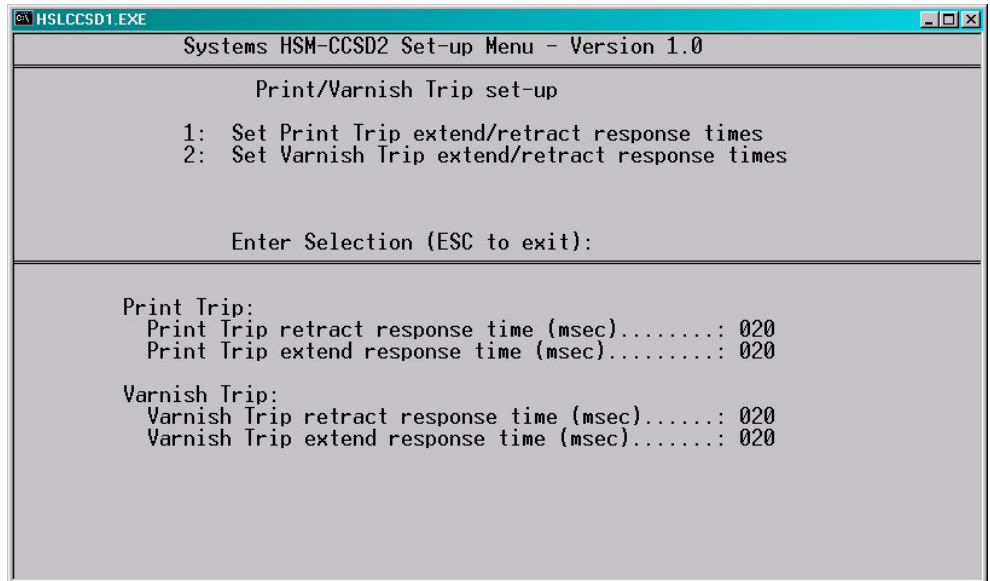 HSLCCSD1.EXE
Systems HSM-CCSD2 Set-up Menu - Version 1.0
Print/Varnish Trip set-up
1: Set Print Trip extend/retract response times
2: Set Varnish Trip extend/retract response times
Enter Selection (ESC to exit):
Print Trip:
Print Trip retract response time (msec)........: 020
Print Trip extend response time (msec).........: 020
Varnish Trip:
Varnish Trip retract response time (msec)......: 020
Varnish Trip extend response time (msec).......: 020